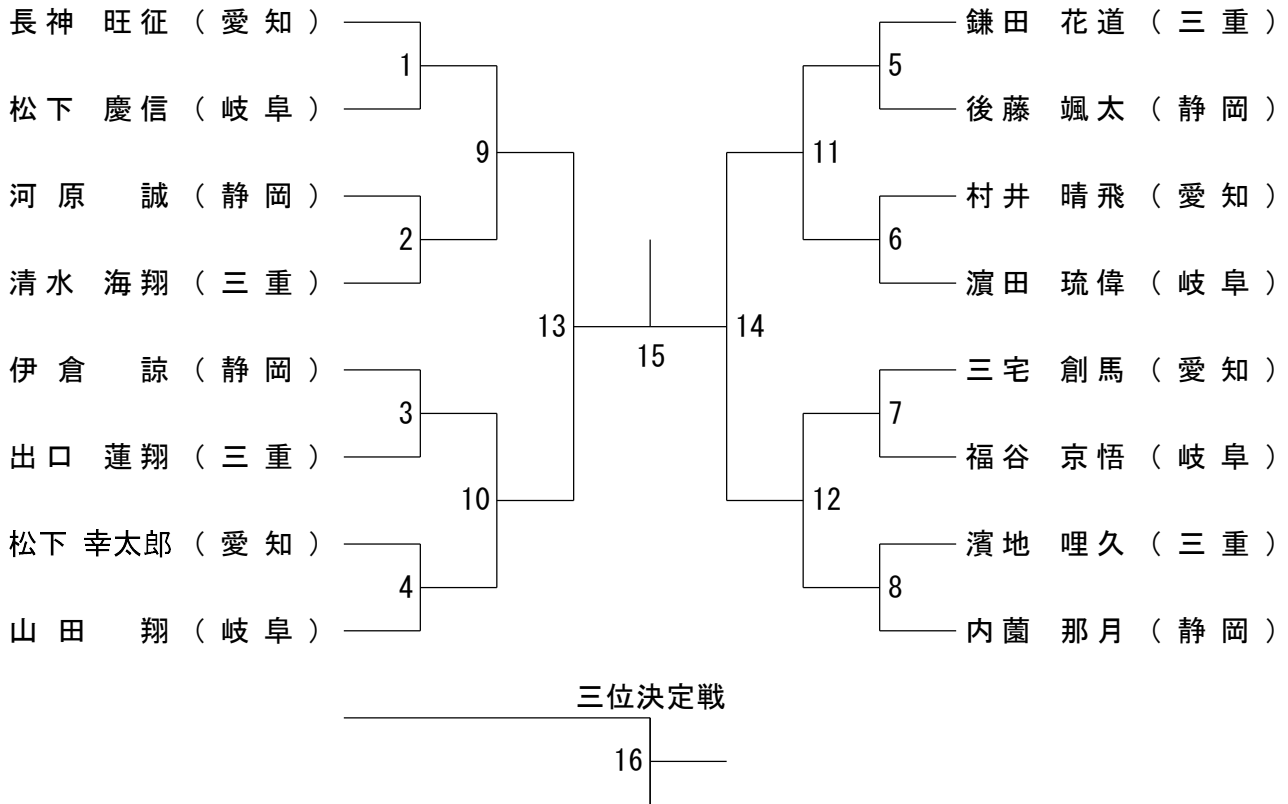 長神 旺征 ( 愛 知 )
1
松下 慶信 ( 岐 阜 )
9
河原 誠 ( 静 岡 )
2
清水 海翔 ( 三 重 )
13
伊倉 諒 ( 静 岡 )
3
出口 蓮翔 ( 三 重 )
10
松下 幸太郎 ( 愛 知 )
4
山田 翔 ( 岐 阜 )
15
鎌田 花道 ( 三 重 )
5
後藤 颯太 ( 静 岡 )
11
村井 晴飛 ( 愛 知 )
6
濵田 琉偉 ( 岐 阜 )
14
三宅 創馬 ( 愛 知 )
7
福谷 京悟 ( 岐 阜 )
12
濱地 哩久 ( 三 重 )
8
内薗 那月 ( 静 岡 )
三位決定戦
16